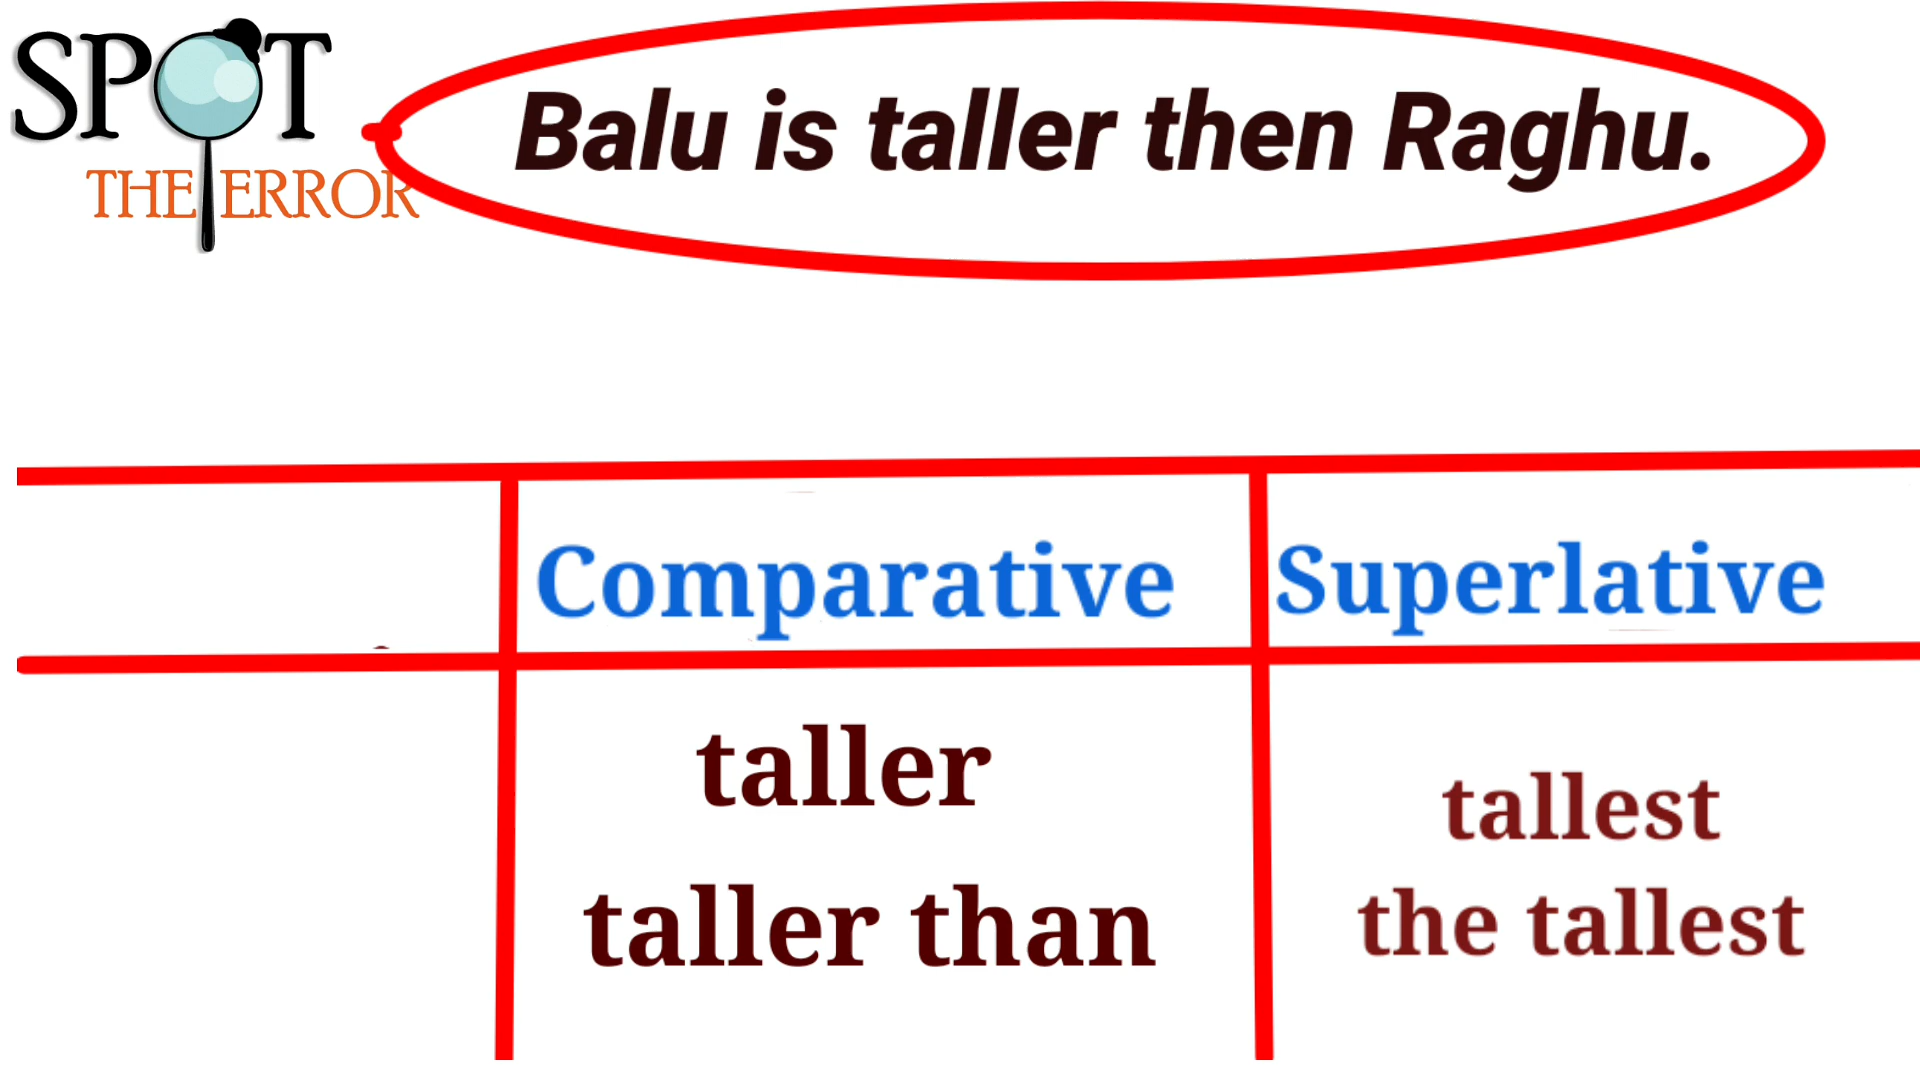 SPOT
THE ERROR
Balu is taller then Raghu.
Comparative Superlative
taller
taller than
tallest
the tallest